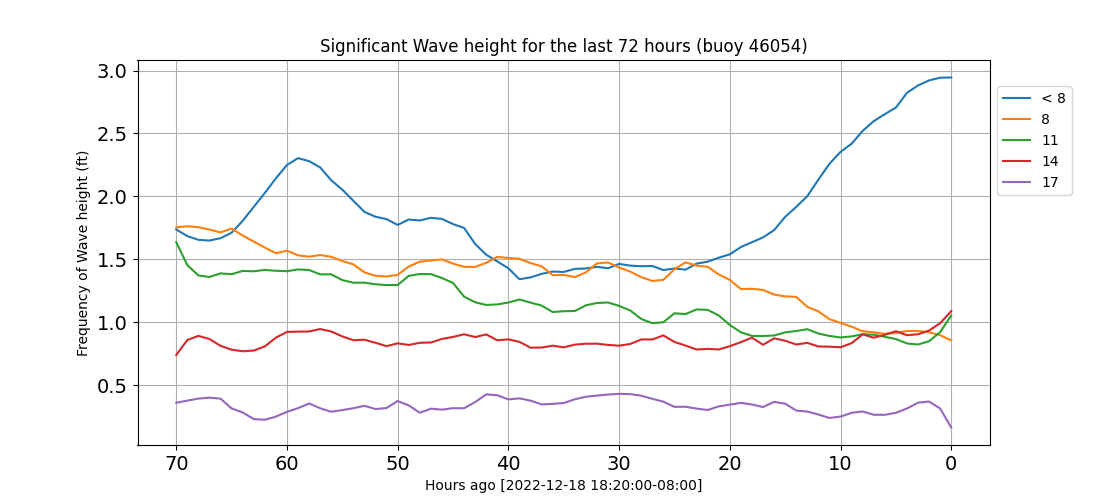 Significant Wave height for the last 72 hours (buoy 46054)
Frequency of Wave height (ft)
3.0
2.5
2.0
1.5
1.0
0.5
70 60 50 40 30 20 10 0
Hours ago [2022-12-18 18:20:00-08:00]
< 8
8
11
14
17